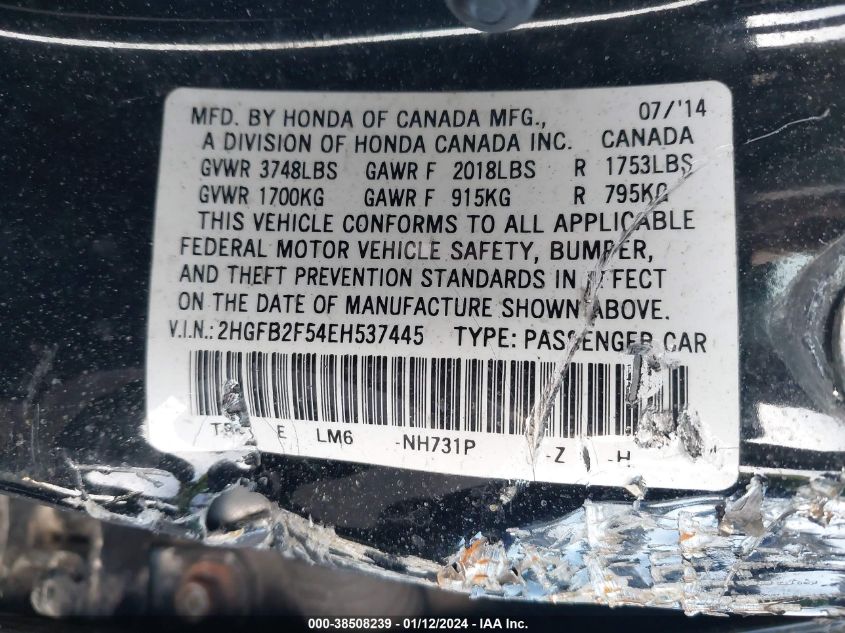 MFD. BY HONDA OF CANADA MFG., 07/'14
A DIVISION OF HONDA CANADA INC. CANADA
GVWR 3748LBS GAWR F 2018LBS R 1753LBS
GVWR 1700KG GAWR F 915KG R 795KG
THIS VEHICLE CONFORMS TO ALL APPLICABLE
FEDERAL MOTOR VEHICLE SAFETY, BUMPER,
AND THEFT PREVENTION STANDARDS IN EFFECT
ON THE DATE OF MANUFACTURE SHOWN ABOVE.
V.I.N.: 2HGFB2F54EH537445 TYPE: PASSENGER CAR
E LM6 -NH731P -Z -H
000-38508239 - 01/12/2024 - IAA Inc.